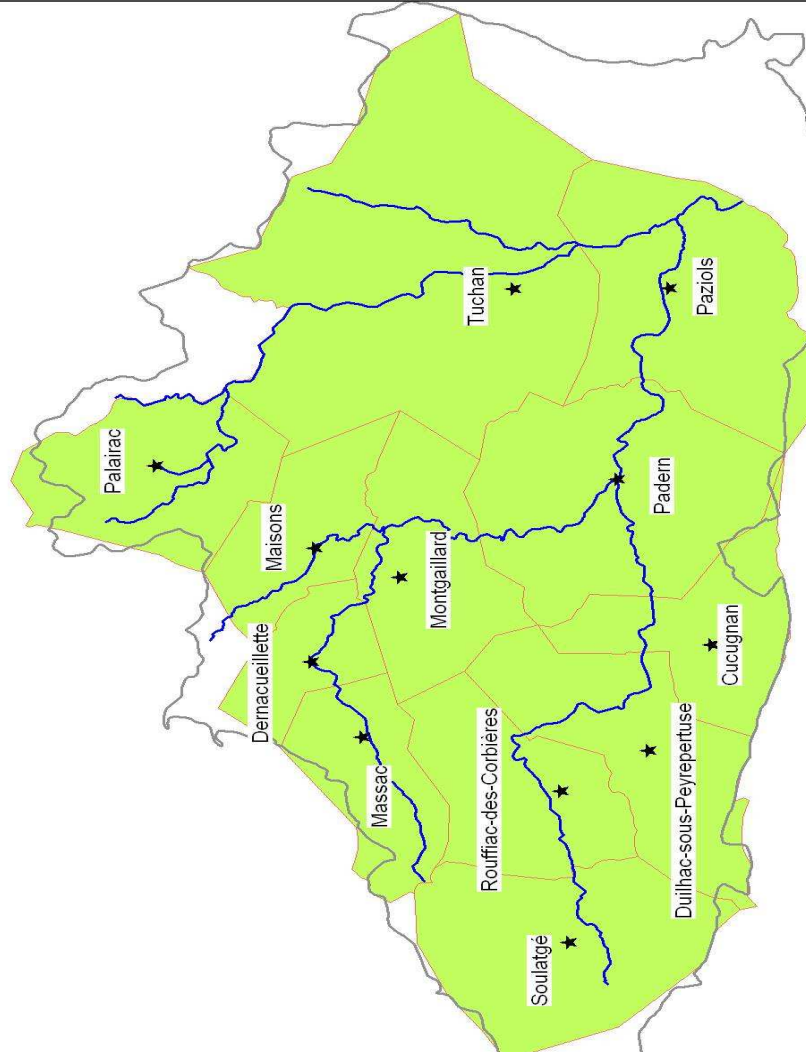 Palairac
Tuchan
Paziols
Maisons
Padern
Montgaillard
Dernacueillette
Cucugnan
Massac
Rouffiac-des-Corbières
Duilhac-sous-Peyrepertuse
Soulatgé